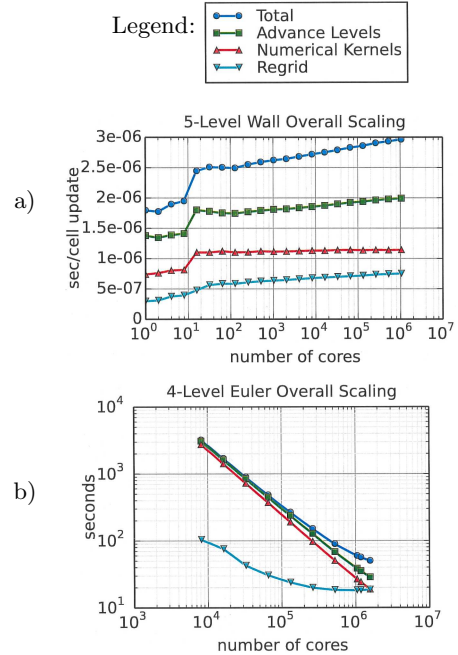 Legend:
Total
Advance Levels
Numerical Kernels
Regrid
a)
5-Level Wall Overall Scaling
sec/cell update
3e-06
2.5e-06
2e-06
1.5e-06
1e-06
5e-07
0
10^0 10^1 10^2 10^3 10^4 10^5 10^6 10^7
number of cores
b)
4-Level Euler Overall Scaling
seconds
10^4
10^3
10^2
10^1
10^3 10^4 10^5 10^6 10^7
number of cores